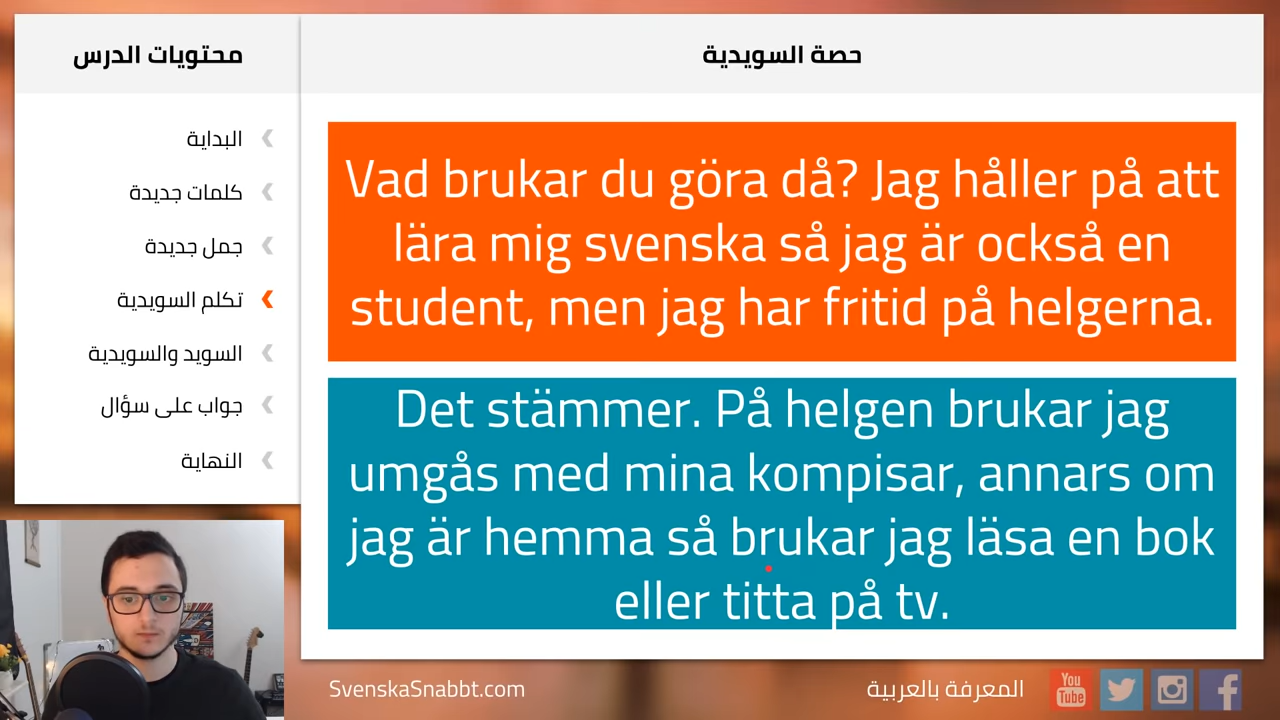 محتويات الدرس
حصة السويدية
البداية
كلمات جديدة
جمل جديدة
تكلم السويدية
السويد والسويدية
جواب على سؤال
النهاية
Vad brukar du göra då? Jag håller på att
lära mig svenska så jag är också en
student, men jag har fritid på helgerna.
Det stämmer. På helgen brukar jag
umgås med mina kompisar, annars om
jag är hemma så brukar jag läsa en bok
eller titta på tv.
SvenskaSnabbt.com
المعرفة بالعربية
You
Tube